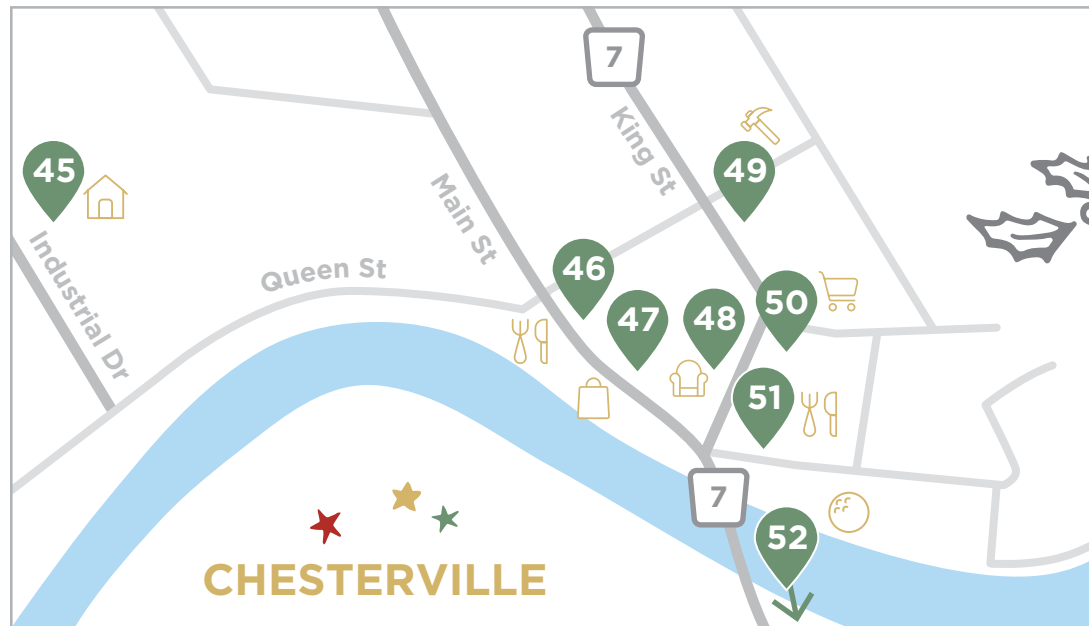 7
King St
49
45
Main St
Industrial Dr
Queen St
46
47
48
50
51
7
52
CHESTERVILLE